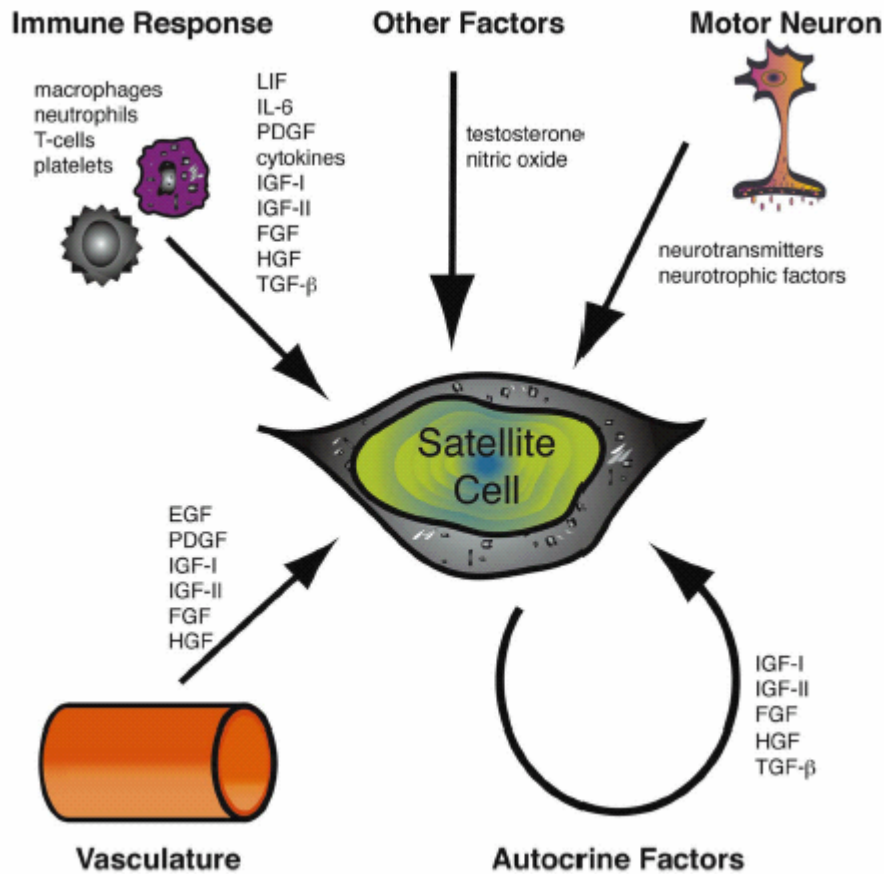 Immune Response
Other Factors
Motor Neuron
macrophages
neutrophils
T-cells
platelets
LIF
IL-6
PDGF
cytokines
IGF-I
IGF-II
FGF
HGF
TGF-β
testosterone
nitric oxide
neurotransmitters
neurotrophic factors
Satellite
Cell
EGF
PDGF
IGF-I
IGF-II
FGF
HGF
IGF-I
IGF-II
FGF
HGF
TGF-β
Vasculature
Autocrine Factors